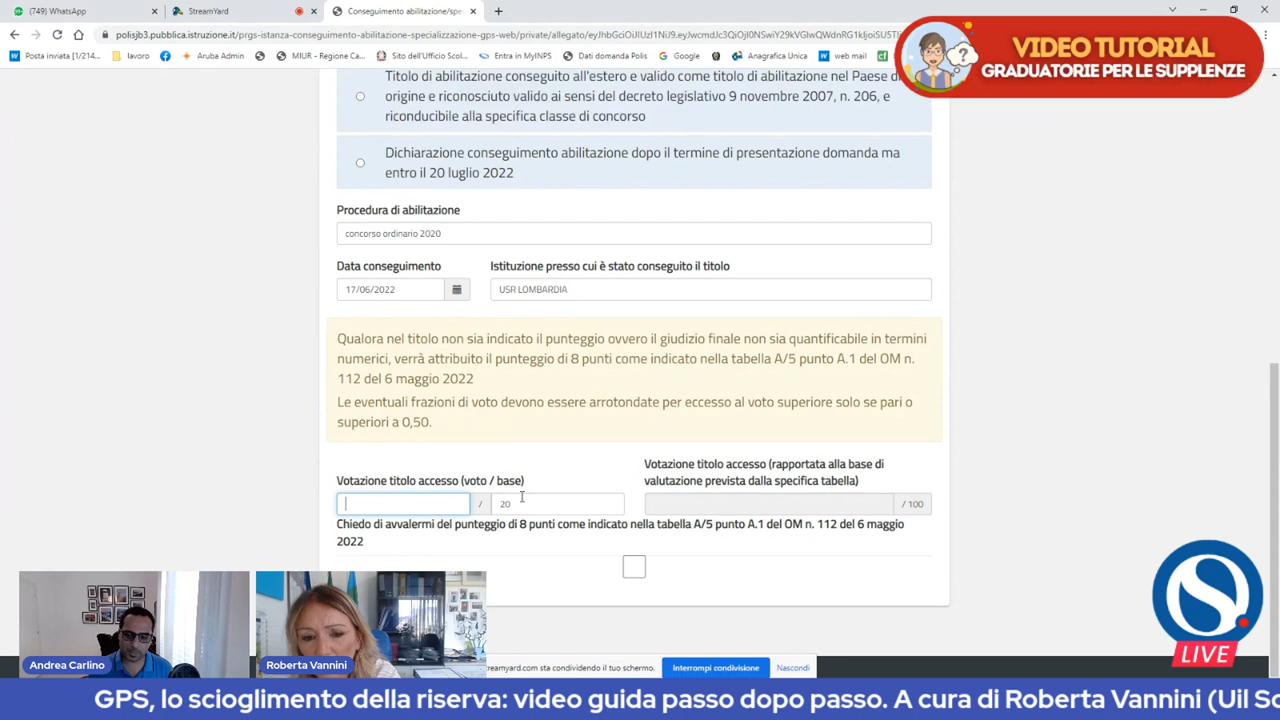 (749) WhatsApp
StreamYard
Conseguimento abilitazione/spe
polisjb3.pubblica.istruzione.it/prgs-istanza-conseguimento-abilitazione-specializzazione-gps-web/private/allegato/
Posta inviata [1/214...
lavoro
Aruba Admin
MIUR - Regione Ca...
Sito dell'Ufficio Scol...
Entra in MyINPS
Polis
Google
Dati domanda Polis
Anagrafica Unica
web mail
VIDEO TUTORIAL
GRADUATORIE PER LE SUPPLENZE
Titolo di abilitazione conseguito all'estero e valido come titolo di abilitazione nel Paese di
origine e riconosciuto valido ai sensi del decreto legislativo 9 novembre 2007, n. 206, e
riconducibile alla specifica classe di concorso
Dichiarazione conseguimento abilitazione dopo il termine di presentazione domanda ma
entro il 20 luglio 2022
Procedura di abilitazione
concorso ordinario 2020
Data conseguimento
Istituzione presso cui è stato conseguito il titolo
17/06/2022
USR LOMBARDIA
Qualora nel titolo non sia indicato il punteggio ovvero il giudizio finale non sia quantificabile in termini
numerici, verrà attribuito il punteggio di 8 punti come indicato nella tabella A/5 punto A.1 del OM n.
112 del 6 maggio 2022
Le eventuali frazioni di voto devono essere arrotondate per eccesso al voto superiore solo se pari o
superiori a 0,50.
Votazione titolo accesso (voto / base)
Votazione titolo accesso (rapportata alla base di
valutazione prevista dalla specifica tabella)
/ 20
/ 100
Chiedo di avvalermi del punteggio di 8 punti come indicato nella tabella A/5 punto A.1 del OM n. 112 del 6 maggio
2022
Andrea Carlino
Roberta Vannini
streamyard.com sta condividendo il tuo schermo.
Interrompi condivisione
Nascondi
S
LIVE
GPS, lo scioglimento della riserva: video guida passo dopo passo. A cura di Roberta Vannini (Uil Sc